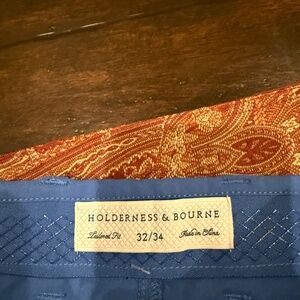 HOLDERNESS & BOURNE
Tailored Fit 32/34 Made in China